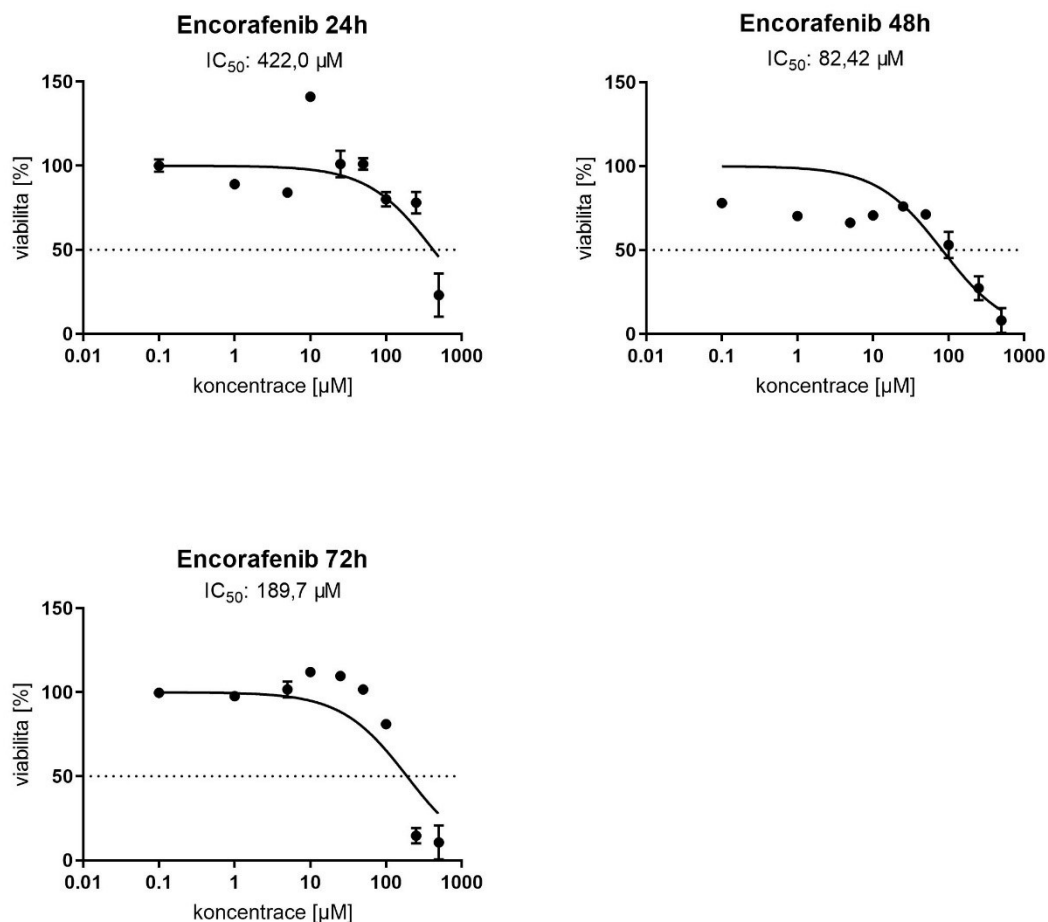 Encorafenib 24h
IC₅₀: 422,0 µM
150
100
50
0
viabilita [%]
0.01 0.1 1 10 100 1000
koncentrace [µM]
Encorafenib 48h
IC₅₀: 82,42 µM
150
100
50
0
viabilita [%]
0.01 0.1 1 10 100 1000
koncentrace [µM]
Encorafenib 72h
IC₅₀: 189,7 µM
150
100
50
0
viabilita [%]
0.01 0.1 1 10 100 1000
koncentrace [µM]